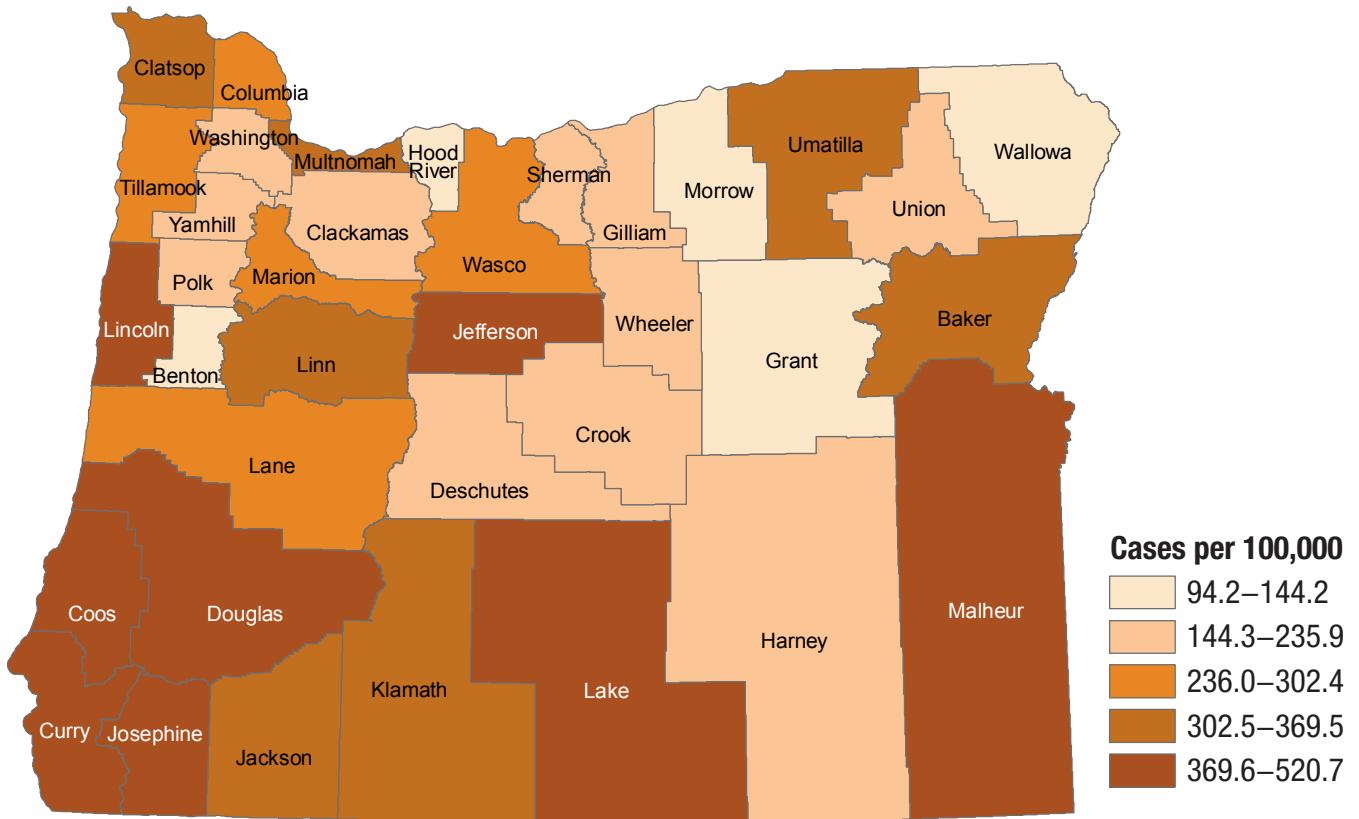 Clatsop
Columbia
Washington
Multnomah
Hood
River
Tillamook
Yamhill
Clackamas
Sherman
Gilliam
Morrow
Umatilla
Union
Wallowa
Polk
Marion
Wasco
Lincoln
Benton
Linn
Jefferson
Wheeler
Grant
Baker
Lane
Deschutes
Crook
Coos
Douglas
Curry
Josephine
Jackson
Klamath
Lake
Harney
Malheur
Cases per 100,000
94.2–144.2
144.3–235.9
236.0–302.4
302.5–369.5
369.6–520.7